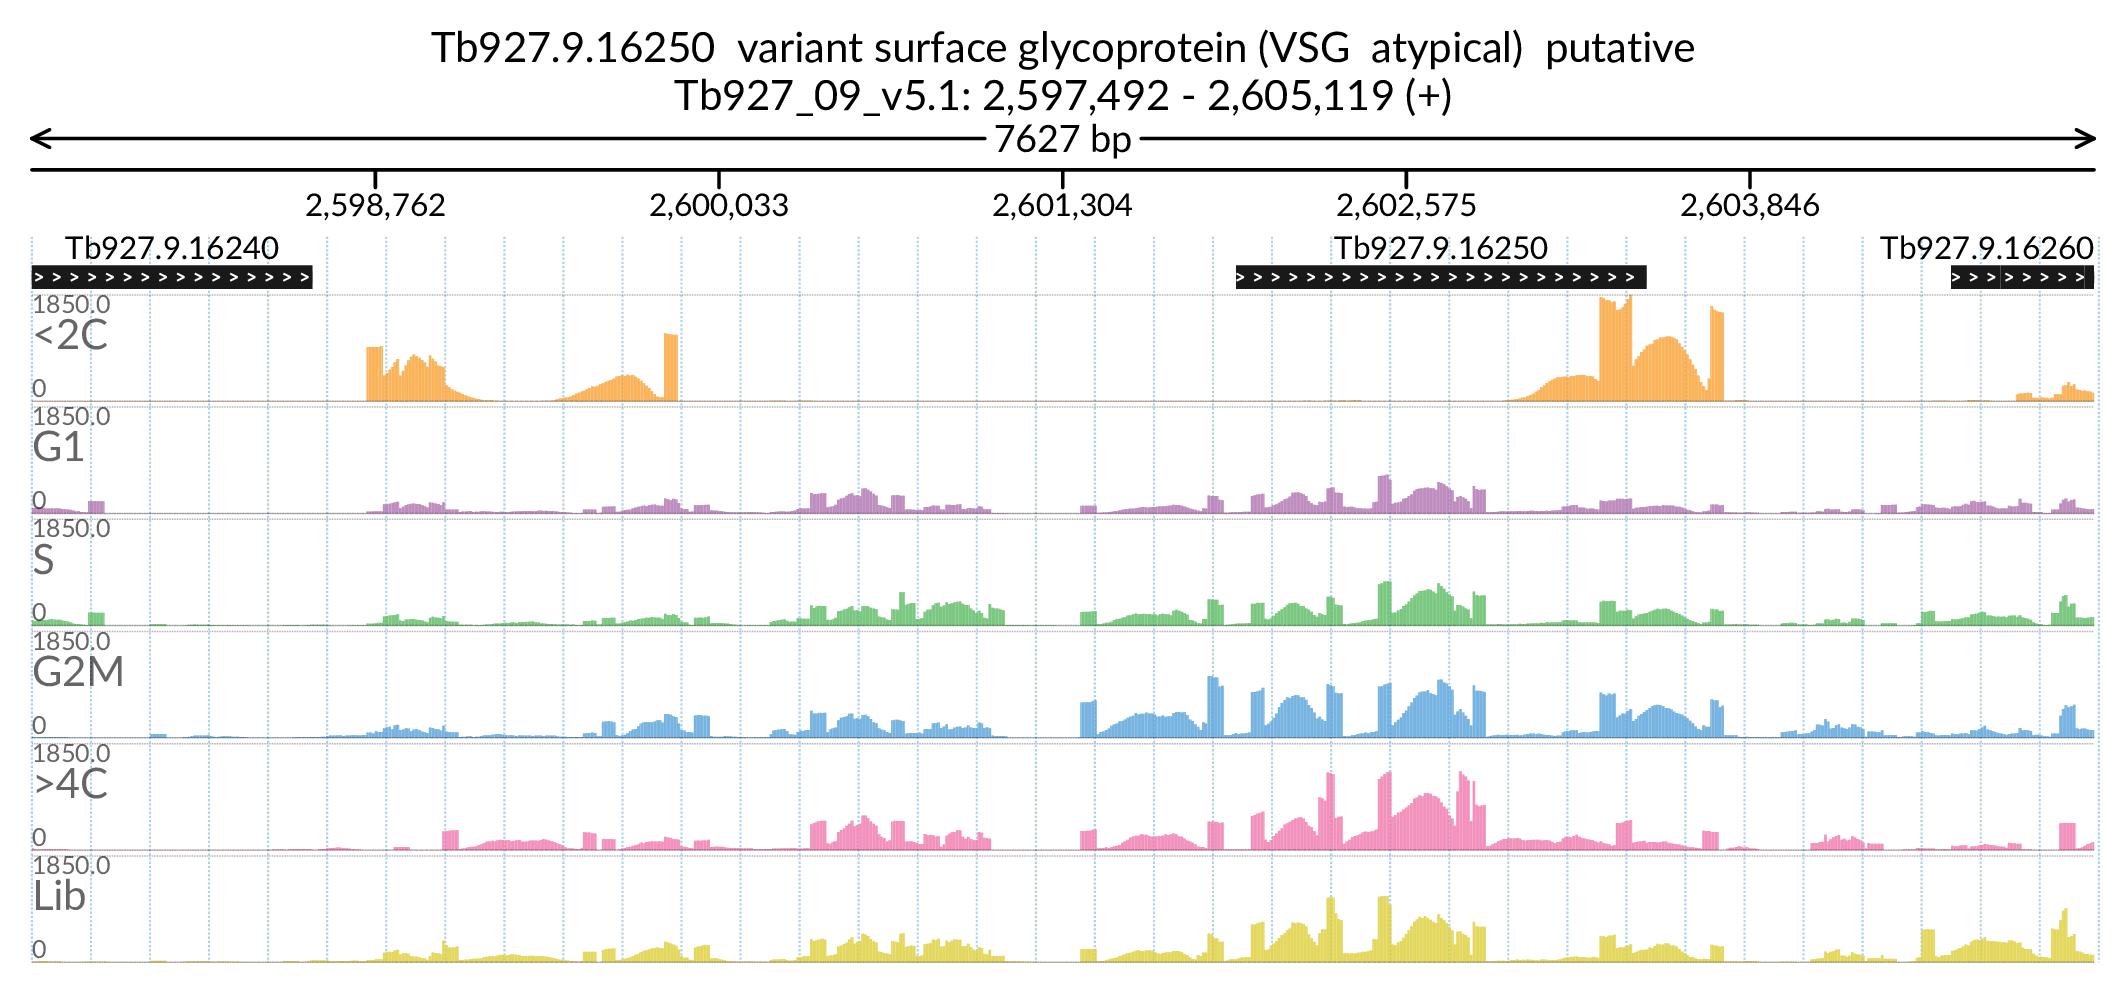 Tb927.9.16250  variant surface glycoprotein (VSG  atypical)  putative
Tb927_09_v5.1: 2,597,492 - 2,605,119 (+)
7627 bp
2,598,762 2,600,033 2,601,304 2,602,575 2,603,846
Tb927.9.16240 Tb927.9.16250 Tb927.9.16260
1850.0
<2C
0
1850.0
G1
0
1850.0
S
0
1850.0
G2M
0
1850.0
>4C
0
1850.0
Lib
0